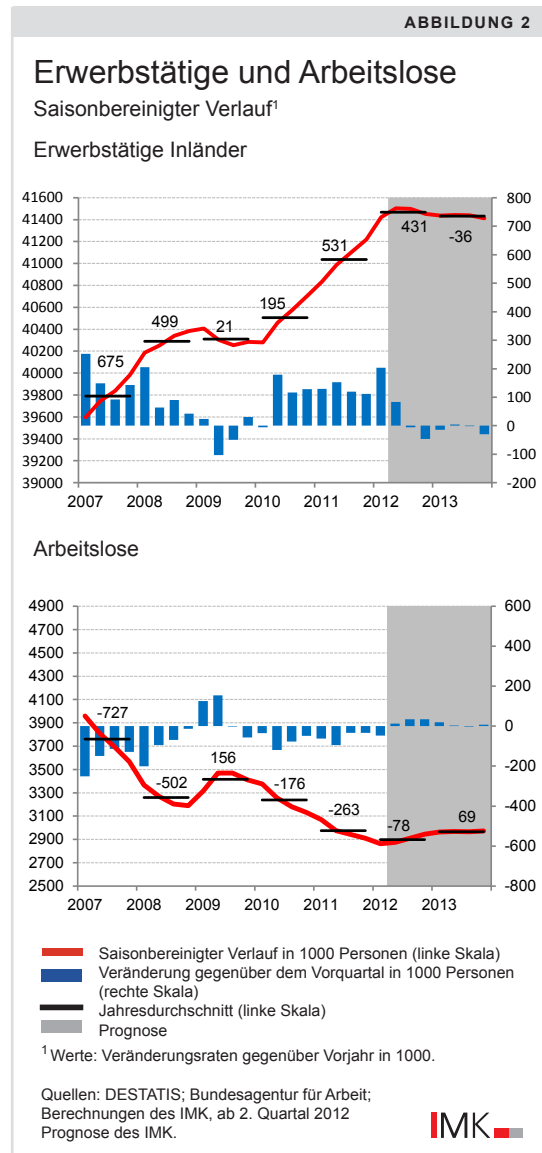 ABBILDUNG 2
Erwerbstätige und Arbeitslose
Saisonbereinigter Verlauf¹
Erwerbstätige Inländer
41600 800
41400 431 -36 700
41200 600
41000 531 500
40800 400
40600 195 300
40400 499 21 200
40200 675 100
40000 0
39800 -100
39600 -200
39400
39200
39000
2007 2008 2009 2010 2011 2012 2013
Arbeitslose
4900 600
4700 400
4500 200
4300 0
4100 -200
3900 -727 -400
3700 156 -600
3500 -502 -176 -800
3300 -263
3100 -78 69
2900
2700
2500
2007 2008 2009 2010 2011 2012 2013
Saisonbereinigter Verlauf in 1000 Personen (linke Skala)
Veränderung gegenüber dem Vorquartal in 1000 Personen
(rechte Skala)
Jahresdurchschnitt (linke Skala)
Prognose
¹ Werte: Veränderungsraten gegenüber Vorjahr in 1000.
Quellen: DESTATIS; Bundesagentur für Arbeit;
Berechnungen des IMK, ab 2. Quartal 2012
Prognose des IMK.
IMK